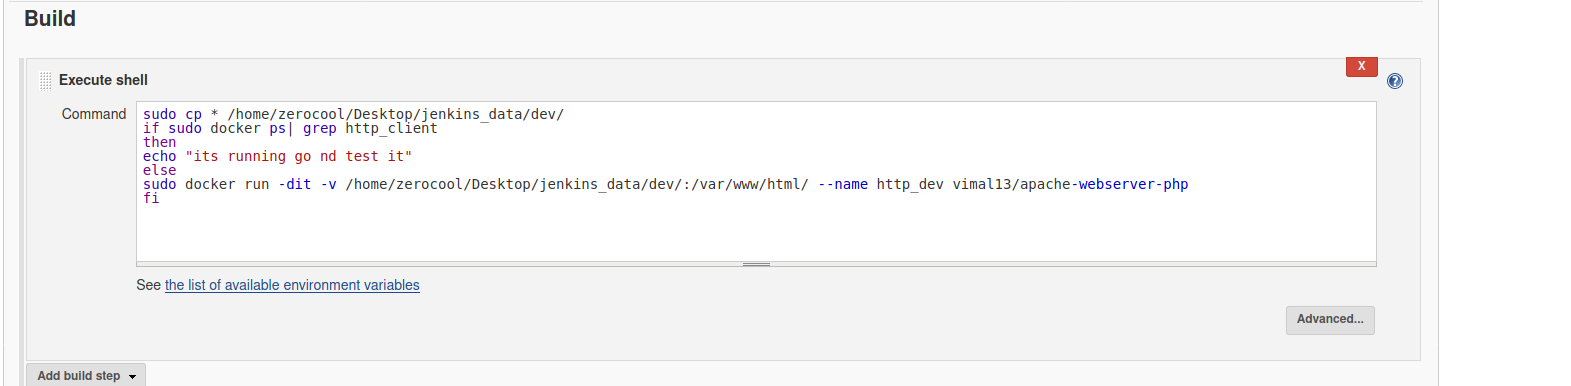 Build
Execute shell
X
?
Command
sudo cp * /home/zerocool/Desktop/jenkins_data/dev/
if sudo docker ps| grep http_client
then
echo "its running go nd test it"
else
sudo docker run -dit -v /home/zerocool/Desktop/jenkins_data/dev/:/var/www/html/ --name http_dev vimal13/apache-webserver-php
fi
See the list of available environment variables
Advanced...
Add build step